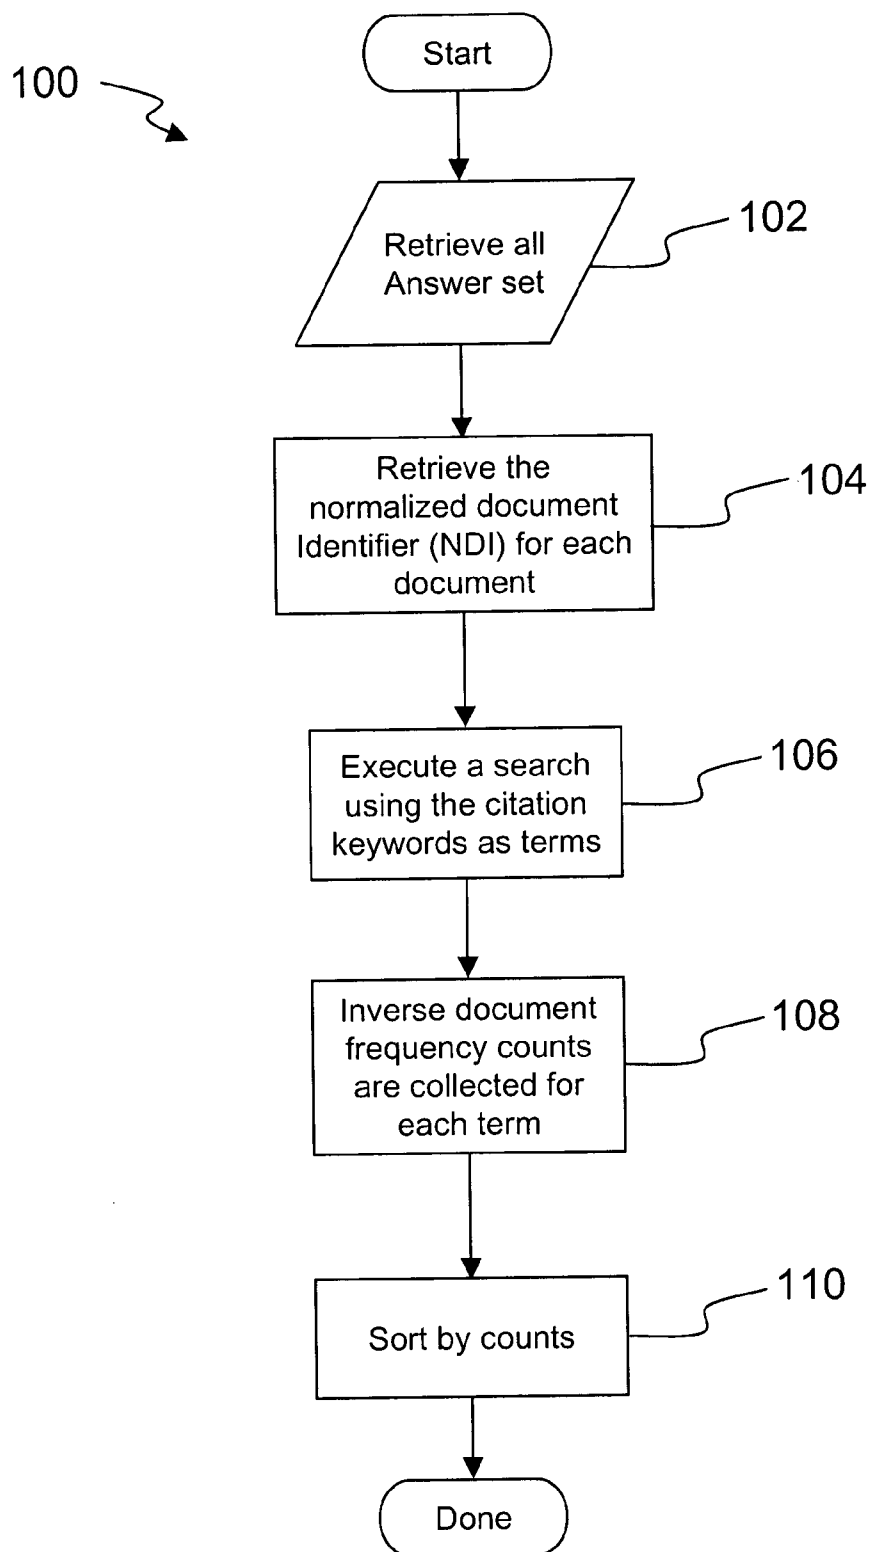 Start
100
102
Retrieve all
Answer set
104
Retrieve the
normalized document
Identifier (NDI) for each
document
106
Execute a search
using the citation
keywords as terms
108
Inverse document
frequency counts
are collected for
each term
110
Sort by counts
Done